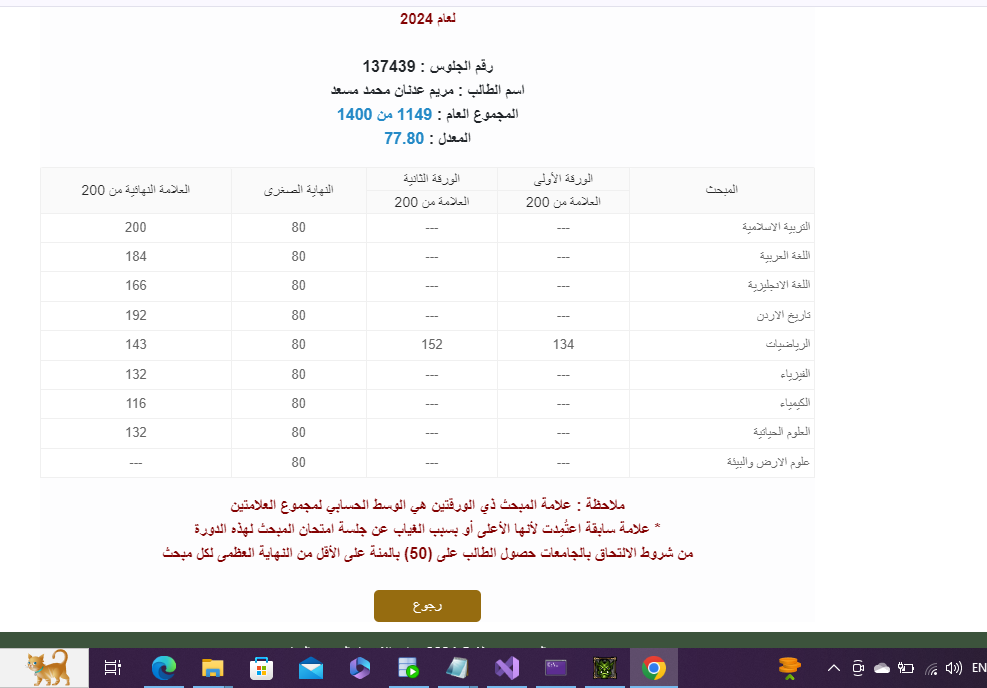 لعام 2024
رقم الجلوس : 137439
اسم الطالب : مريم عدنان محمد مسعد
المجموع العام : 1149 من 1400
المعدل : 77.80
المبحث الورقة الأولى الورقة الثانية النهاية الصغرى العلامة النهائية من 200
العلامة من 200 العلامة من 200
التربية الاسلامية --- --- 80 200
اللغة العربية --- --- 80 184
اللغة الانجليزية --- --- 80 166
تاريخ الاردن --- --- 80 192
الرياضيات 134 152 80 143
الفيزياء --- --- 80 132
الكيمياء --- --- 80 116
العلوم الحياتية --- --- 80 132
علوم الارض والبيئة --- --- 80 ---
ملاحظة : علامة المبحث ذي الورقتين هي الوسط الحسابي لمجموع العلامتين
* علامة سابقة اعتُمِدت لأنها الأعلى أو بسبب الغياب عن جلسة امتحان المبحث لهذه الدورة
من شروط الالتحاق بالجامعات حصول الطالب على (50) بالمئة على الأقل من النهاية العظمى لكل مبحث
رجوع
EN